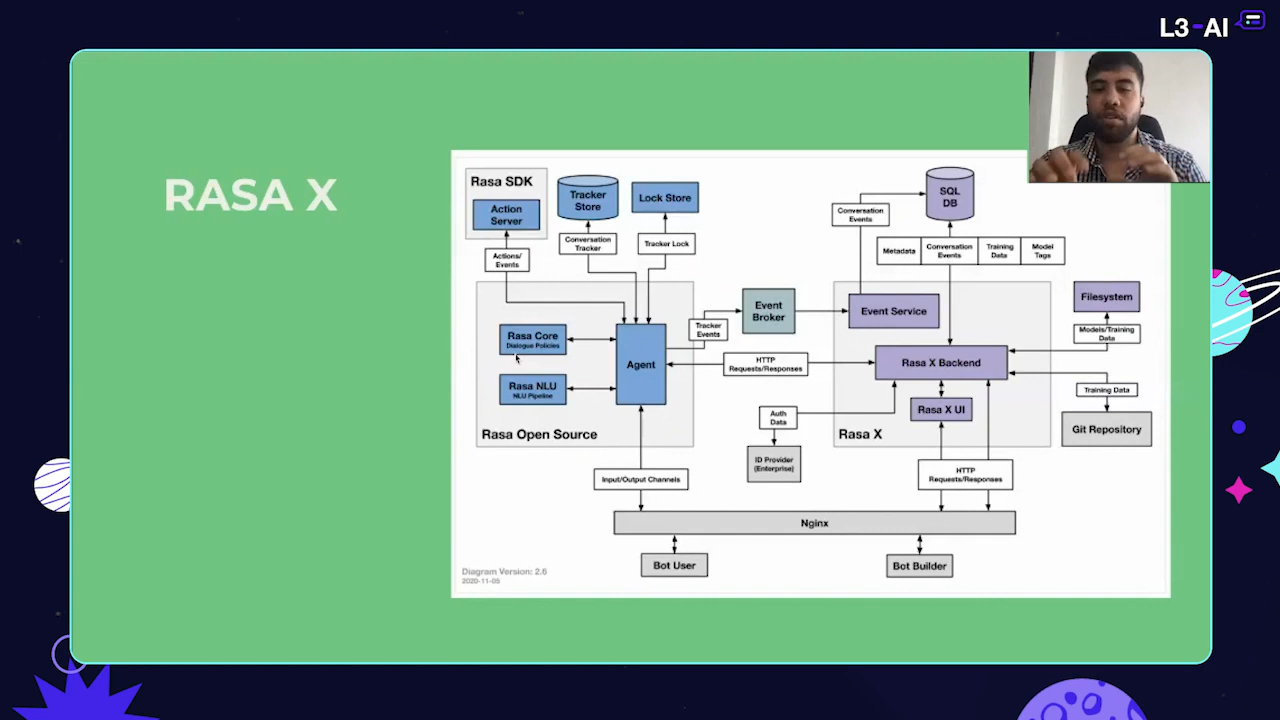 L3-AI
RASA X
Rasa SDK
Action
Server
Tracker
Store
Lock Store
Conversation
Tracker
Tracker Lock
Actions/
Events
SQL
DB
Conversation
Events
Metadata
Conversation
Events
Training
Data
Model
Tags
Rasa Core
Dialogue Policies
Rasa NLU
NLU Pipeline
Agent
Rasa Open Source
Tracker
Events
Event
Broker
HTTP
Requests/Responses
Event Service
Rasa X Backend
Rasa X UI
Rasa X
Filesystem
Models/Training
Data
Training Data
Git Repository
Auth
Data
ID Provider
(Enterprise)
Input/Output Channels
HTTP
Requests/Responses
Nginx
Bot User
Bot Builder
Diagram Version: 2.6
2020-11-05